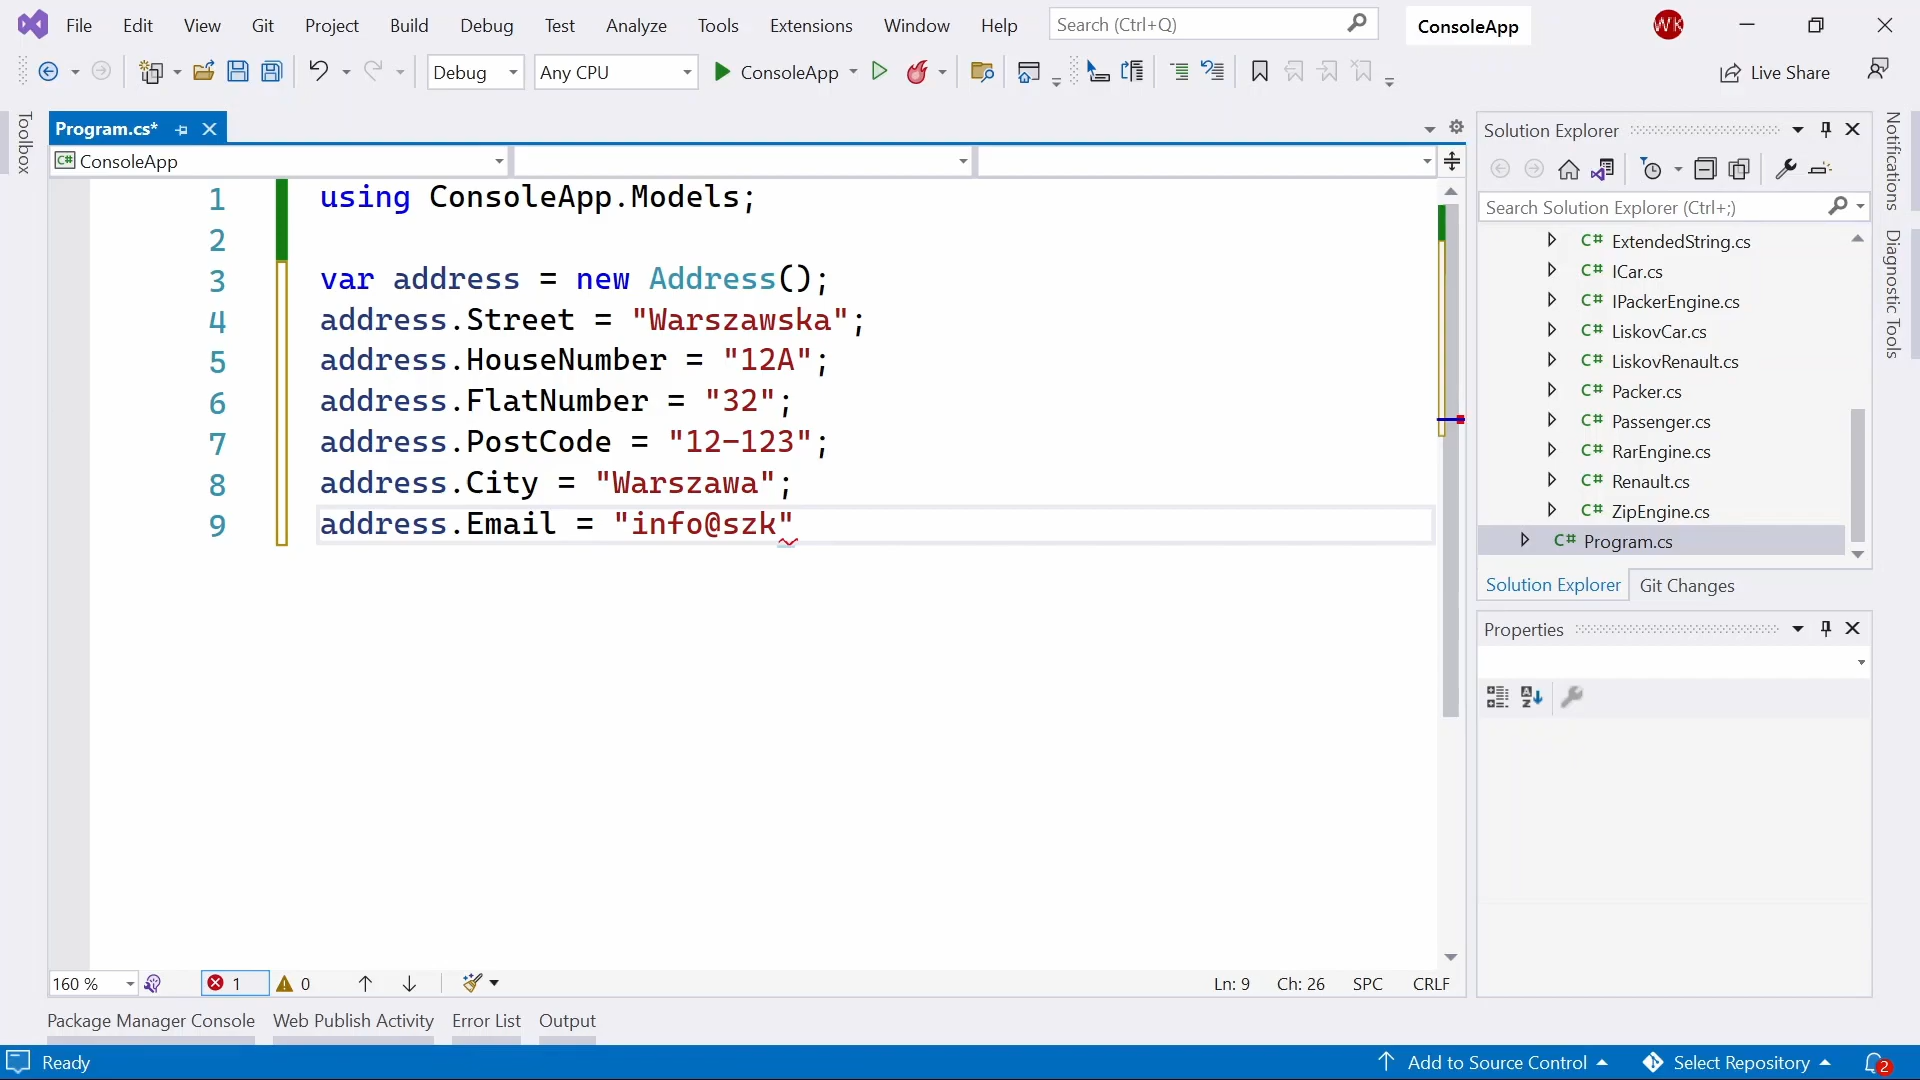 File Edit View Git Project Build Debug Test Analyze Tools Extensions Window Help Search (Ctrl+Q) ConsoleApp WK
Debug Any CPU ConsoleApp Live Share
Toolbox
Program.cs*
C# ConsoleApp
1 using ConsoleApp.Models;
2
3 var address = new Address();
4 address.Street = "Warszawska";
5 address.HouseNumber = "12A";
6 address.FlatNumber = "32";
7 address.PostCode = "12-123";
8 address.City = "Warszawa";
9 address.Email = "info@szk"
160 % 1 0 Ln: 9 Ch: 26 SPC CRLF
Package Manager Console Web Publish Activity Error List Output
Solution Explorer
Search Solution Explorer (Ctrl+;)
C# ExtendedString.cs
C# ICar.cs
C# IPackerEngine.cs
C# LiskovCar.cs
C# LiskovRenault.cs
C# Packer.cs
C# Passenger.cs
C# RarEngine.cs
C# Renault.cs
C# ZipEngine.cs
C# Program.cs
Solution Explorer Git Changes
Properties
Notifications
Diagnostic Tools
Ready Add to Source Control Select Repository 2